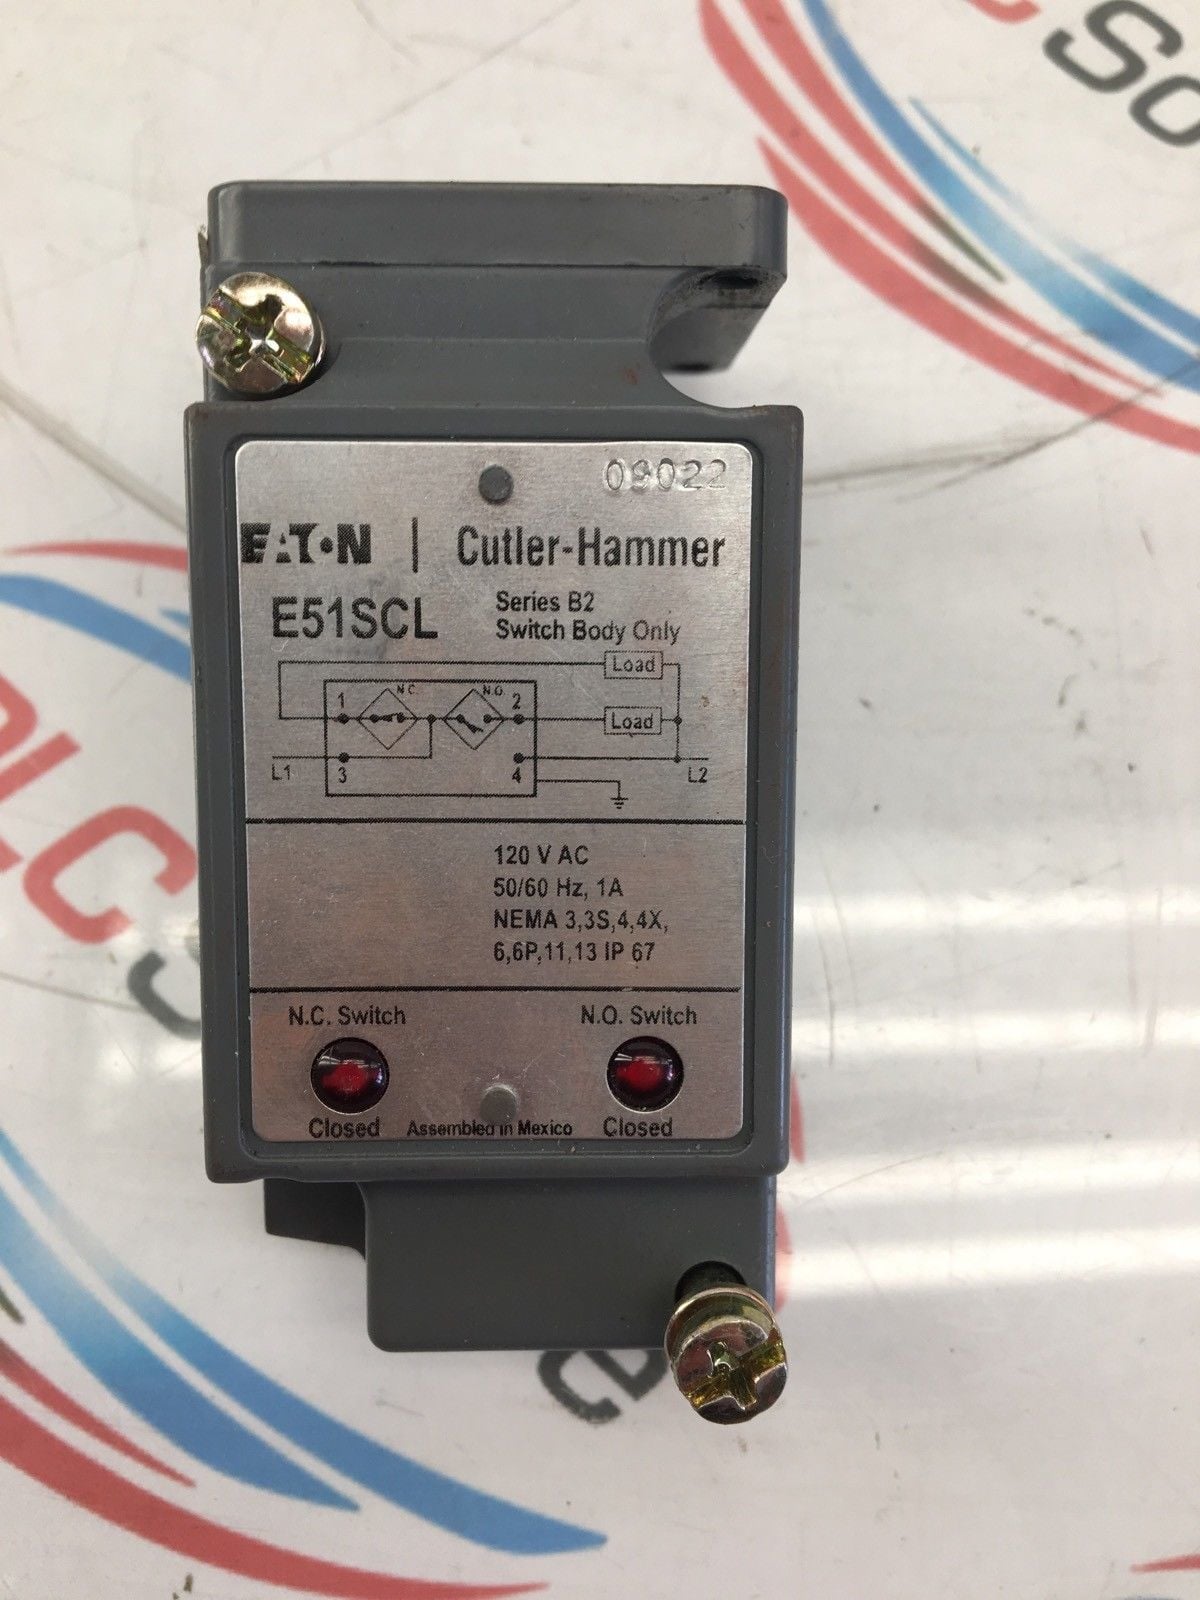 09022
EATON | Cutler-Hammer
E51SCL
Series B2
Switch Body Only
Load
N.C. N.O.
1 2
Load
L1 3 4 L2
120 V AC
50/60 Hz, 1A
NEMA 3,3S,4,4X,
6,6P,11,13 IP 67
N.C. Switch N.O. Switch
Closed Assembled in Mexico Closed